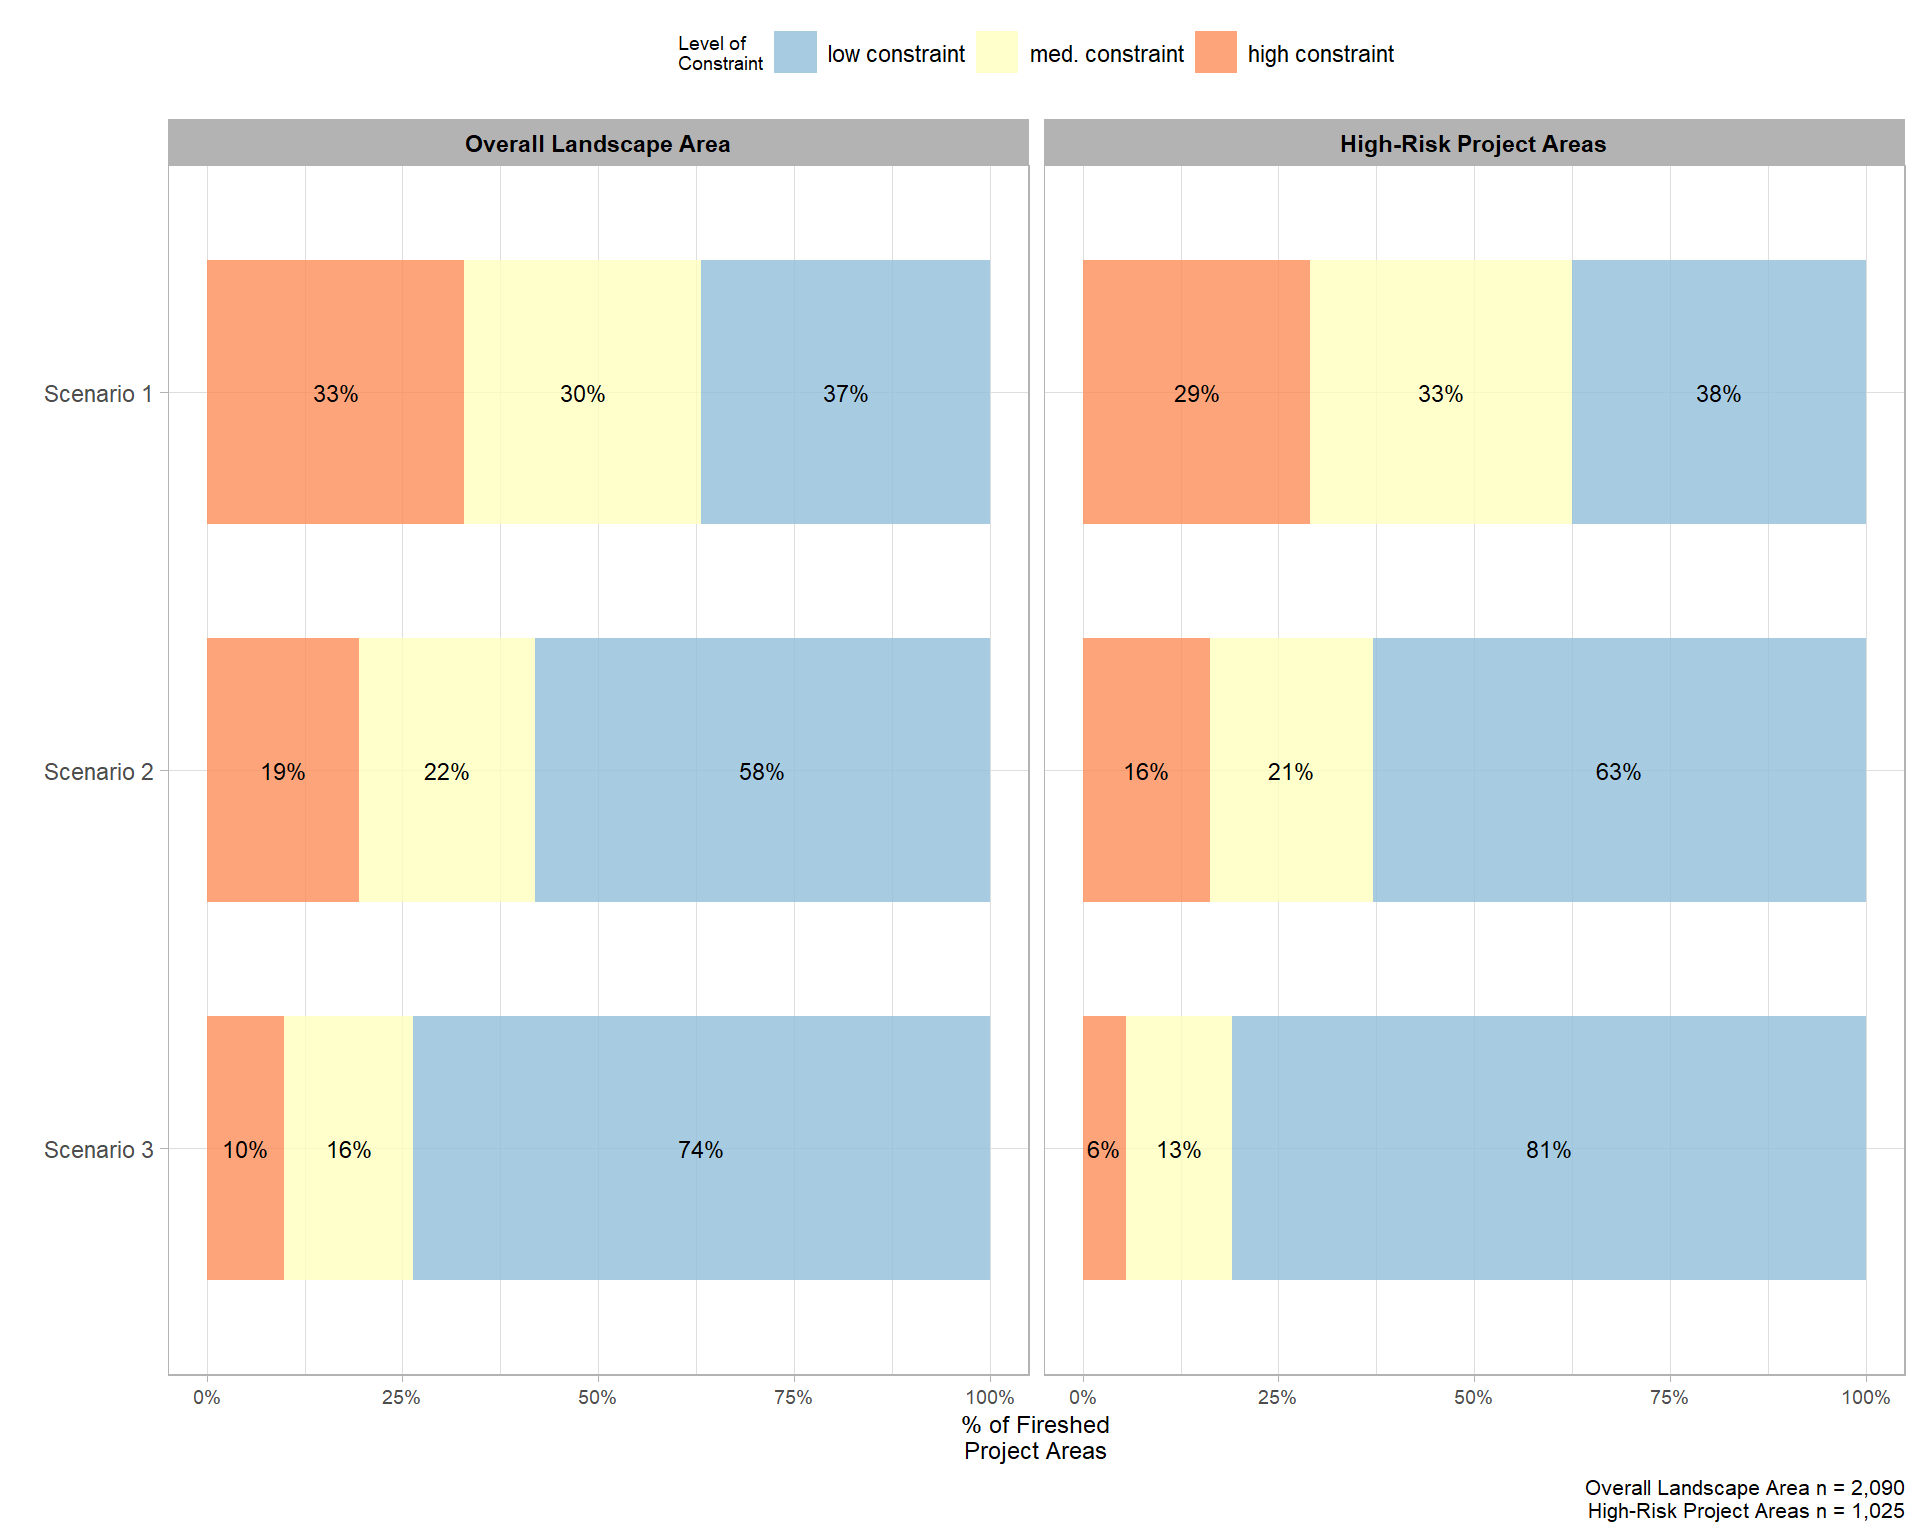 Level of
Constraint
low constraint
med. constraint
high constraint
Overall Landscape Area
High-Risk Project Areas
Scenario 1
33%
30%
37%
29%
33%
38%
Scenario 2
19%
22%
58%
16%
21%
63%
Scenario 3
10%
16%
74%
6%
13%
81%
0%
25%
50%
75%
100%
0%
25%
50%
75%
100%
% of Fireshed
Project Areas
Overall Landscape Area n = 2,090
High-Risk Project Areas n = 1,025